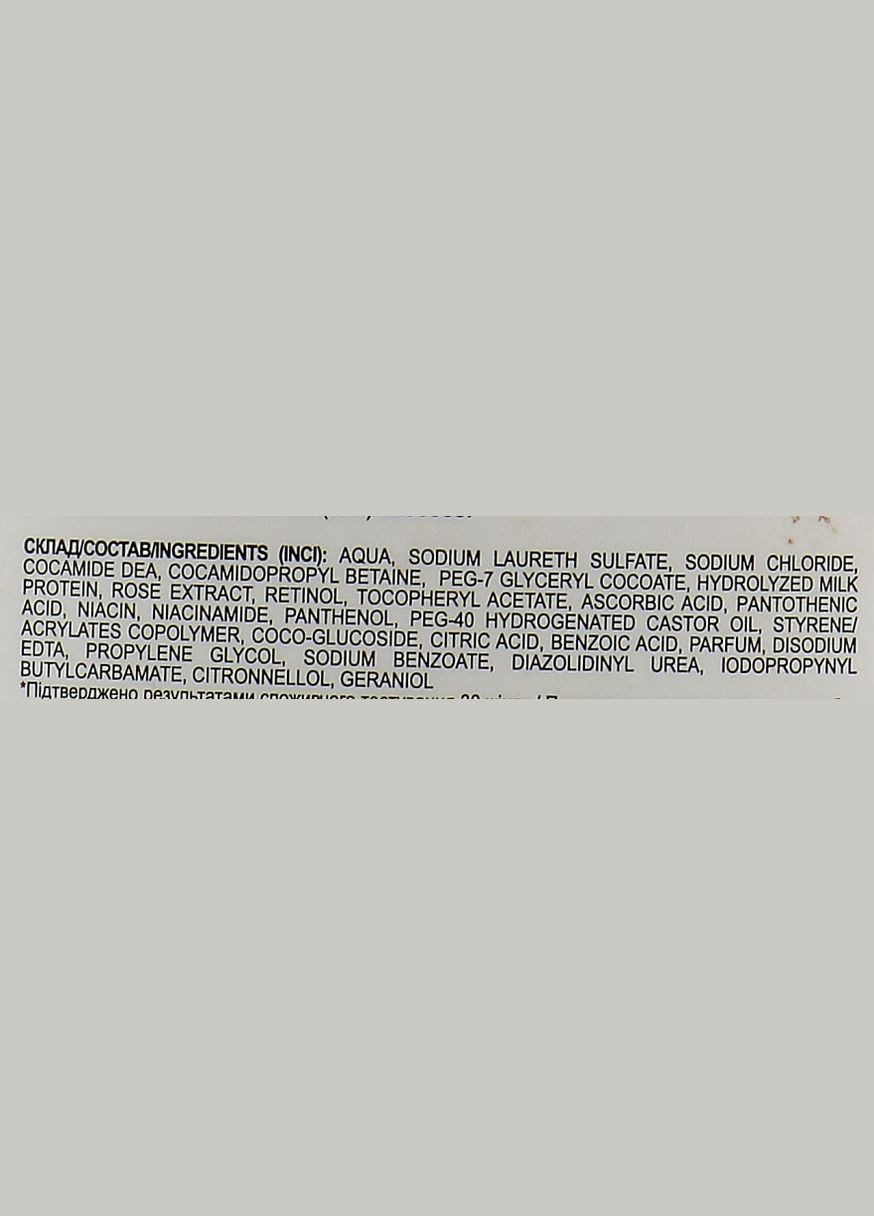 СКЛАД/СОСТАВ/INGREDIENTS (INCI): AQUA, SODIUM LAURETH SULFATE, SODIUM CHLORIDE,
COCAMIDE DEA, COCAMIDOPROPYL BETAINE, PEG-7 GLYCERYL COCOATE, HYDROLYZED MILK
PROTEIN, ROSE EXTRACT, RETINOL, TOCOPHERYL ACETATE, ASCORBIC ACID, PANTOTHENIC
ACID, NIACIN, NIACINAMIDE, PANTHENOL, PEG-40 HYDROGENATED CASTOR OIL, STYRENE/
ACRYLATES COPOLYMER, COCO-GLUCOSIDE, CITRIC ACID, BENZOIC ACID, PARFUM, DISODIUM
EDTA, PROPYLENE GLYCOL, SODIUM BENZOATE, DIAZOLIDINYL UREA, IODOPROPYNYL
BUTYLCARBAMATE, CITRONNELLOL, GERANIOL
*Підтверджено результатами споживчого тестування